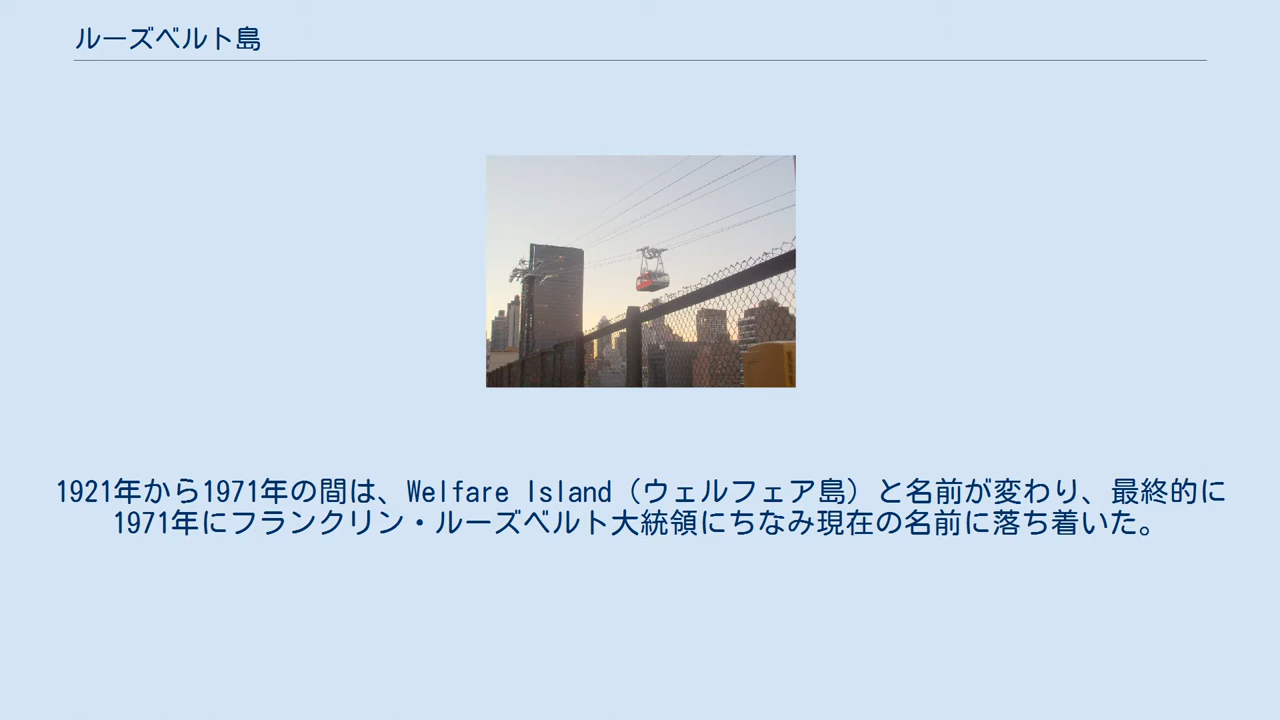 ルーズベルト島
1921年から1971年の間は、Welfare Island（ウェルフェア島）と名前が変わり、最終的に
1971年にフランクリン・ルーズベルト大統領にちなみ現在の名前に落ち着いた。